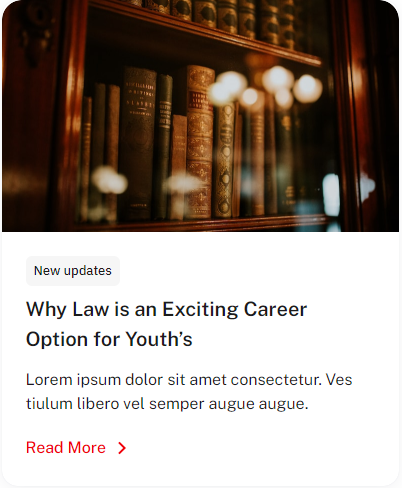 New updates
Why Law is an Exciting Career
Option for Youth's
Lorem ipsum dolor sit amet consectetur. Ves
tiulum libero vel semper augue augue.
Read More